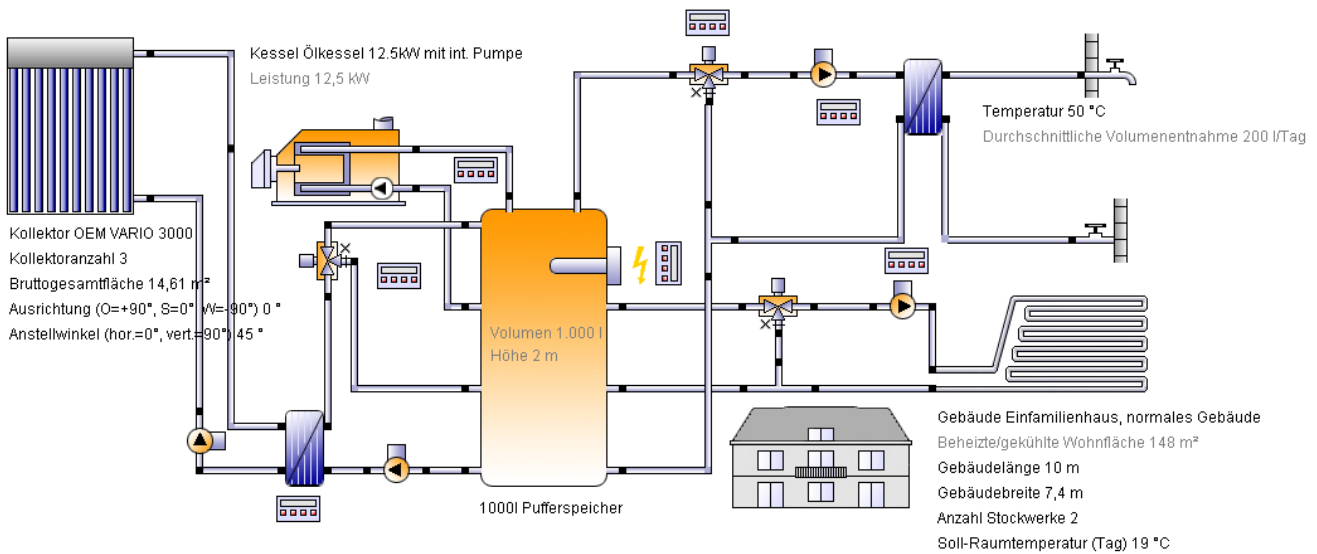 Kessel Ölkessel 12.5kW mit int. Pumpe
Leistung 12,5 kW
Temperatur 50 °C
Durchschnittliche Volumenentnahme 200 l/Tag
Kollektor OEM VARIO 3000
Kollektoranzahl 3
Bruttogesamtfläche 14,61 m²
Ausrichtung (O=+90°, S=0°, W=-90°) 0 °
Anstellwinkel (hor.=0°, vert.=90°) 45 °
Volumen 1.000 l
Höhe 2 m
1000l Pufferspeicher
Gebäude Einfamilienhaus, normales Gebäude
Beheizte/gekühlte Wohnfläche 148 m²
Gebäudelänge 10 m
Gebäudebreite 7,4 m
Anzahl Stockwerke 2
Soll-Raumtemperatur (Tag) 19 °C